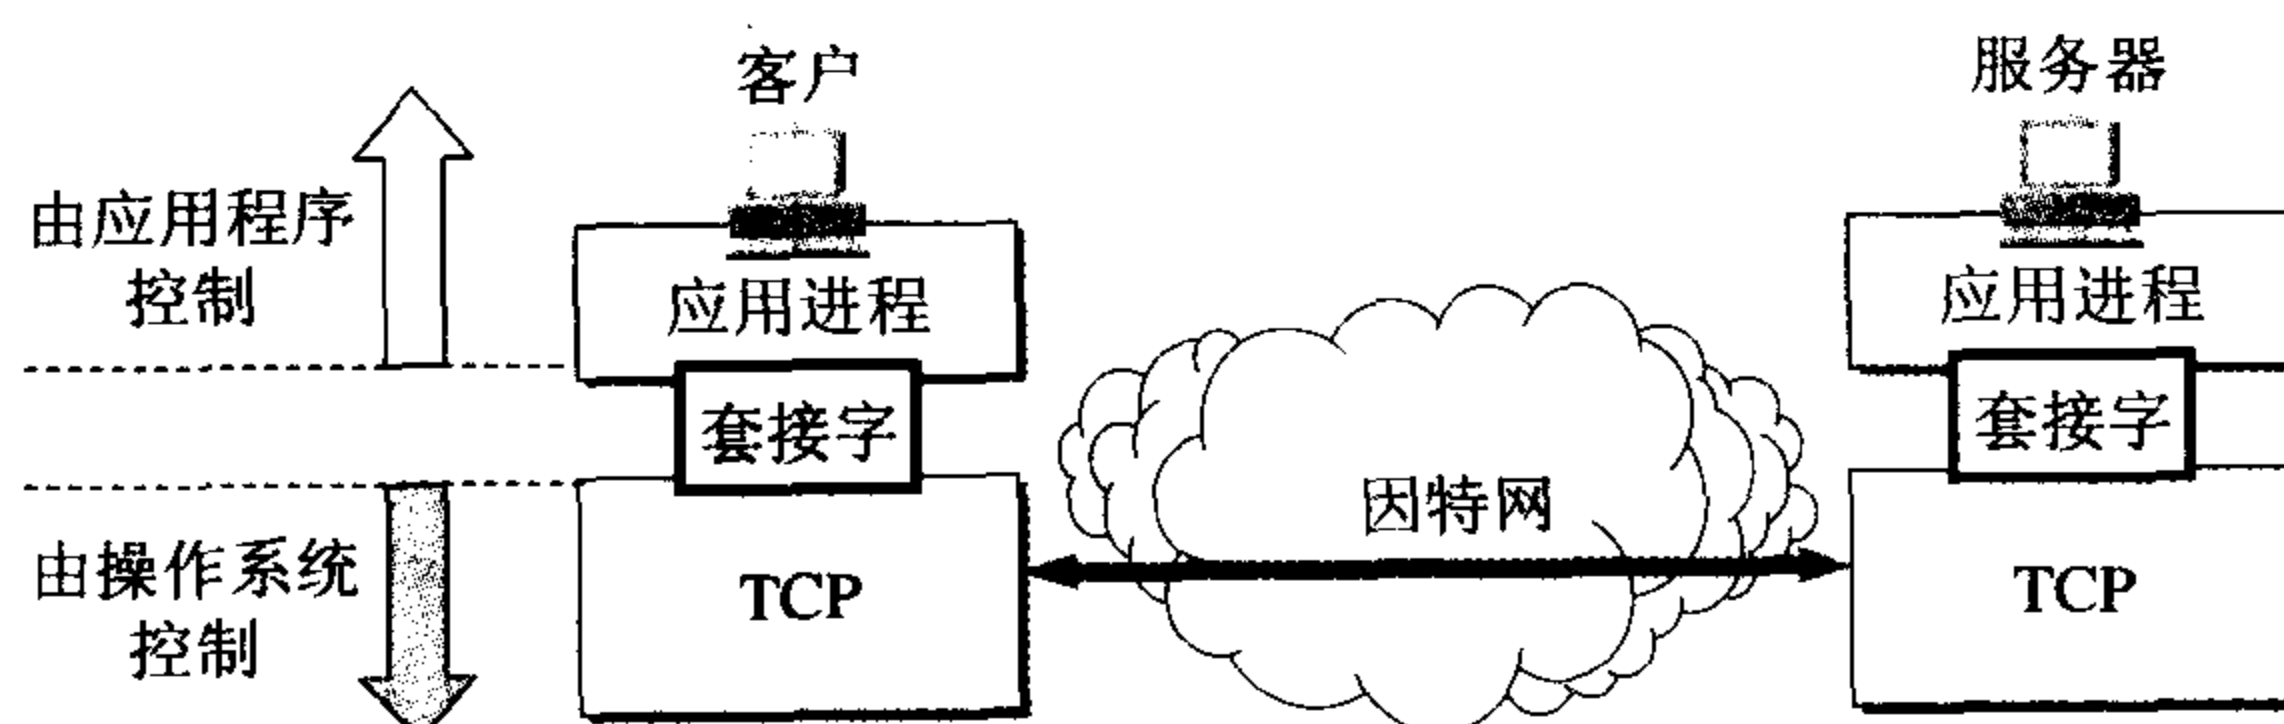 客户
服务器
由应用程序
控制
应用进程
应用进程
套接字
套接字
因特网
由操作系统
控制
TCP
TCP